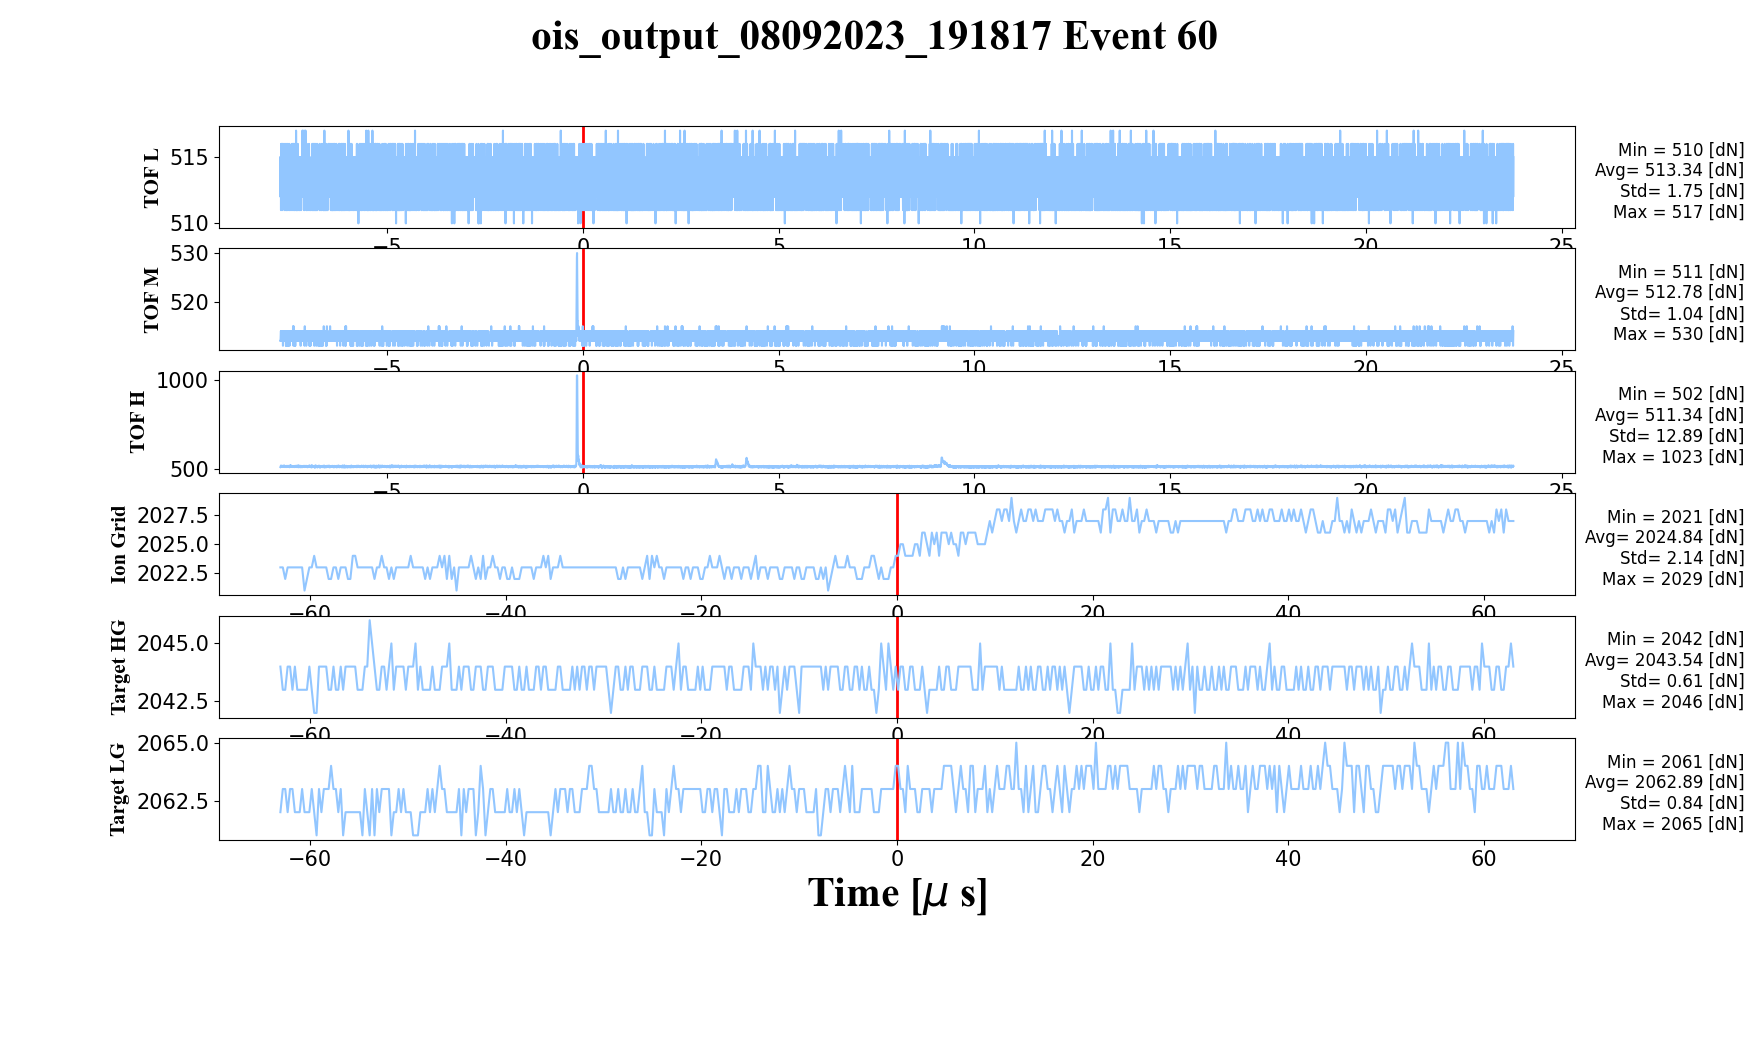 ois_output_08092023_191817 Event 60
TOF L
515
510
Min = 510 [dN]
Avg= 513.34 [dN]
Std= 1.75 [dN]
Max = 517 [dN]
−5 0 5 10 15 20 25
TOF M
530
520
Min = 511 [dN]
Avg= 512.78 [dN]
Std= 1.04 [dN]
Max = 530 [dN]
−5 0 5 10 15 20 25
TOF H
1000
500
Min = 502 [dN]
Avg= 511.34 [dN]
Std= 12.89 [dN]
Max = 1023 [dN]
−5 0 5 10 15 20 25
Ion Grid
2027.5
2025.0
2022.5
Min = 2021 [dN]
Avg= 2024.84 [dN]
Std= 2.14 [dN]
Max = 2029 [dN]
−60 −40 −20 0 20 40 60
Target HG
2045.0
2042.5
Min = 2042 [dN]
Avg= 2043.54 [dN]
Std= 0.61 [dN]
Max = 2046 [dN]
−60 −40 −20 0 20 40 60
Target LG
2065.0
2062.5
Min = 2061 [dN]
Avg= 2062.89 [dN]
Std= 0.84 [dN]
Max = 2065 [dN]
−60 −40 −20 0 20 40 60
Time [μ s]